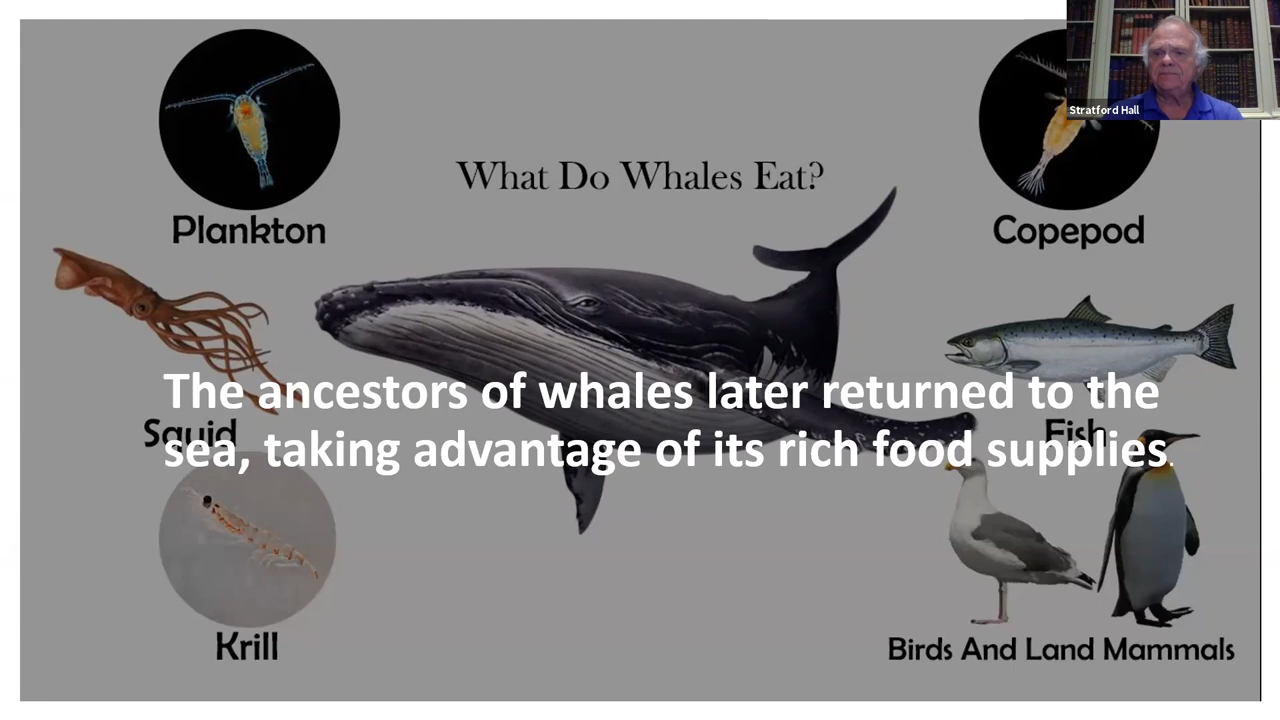 Stratford Hall
What Do Whales Eat?
Plankton
Copepod
The ancestors of whales later returned to the
Squid
Fish
sea, taking advantage of its rich food supplies.
Krill
Birds And Land Mammals